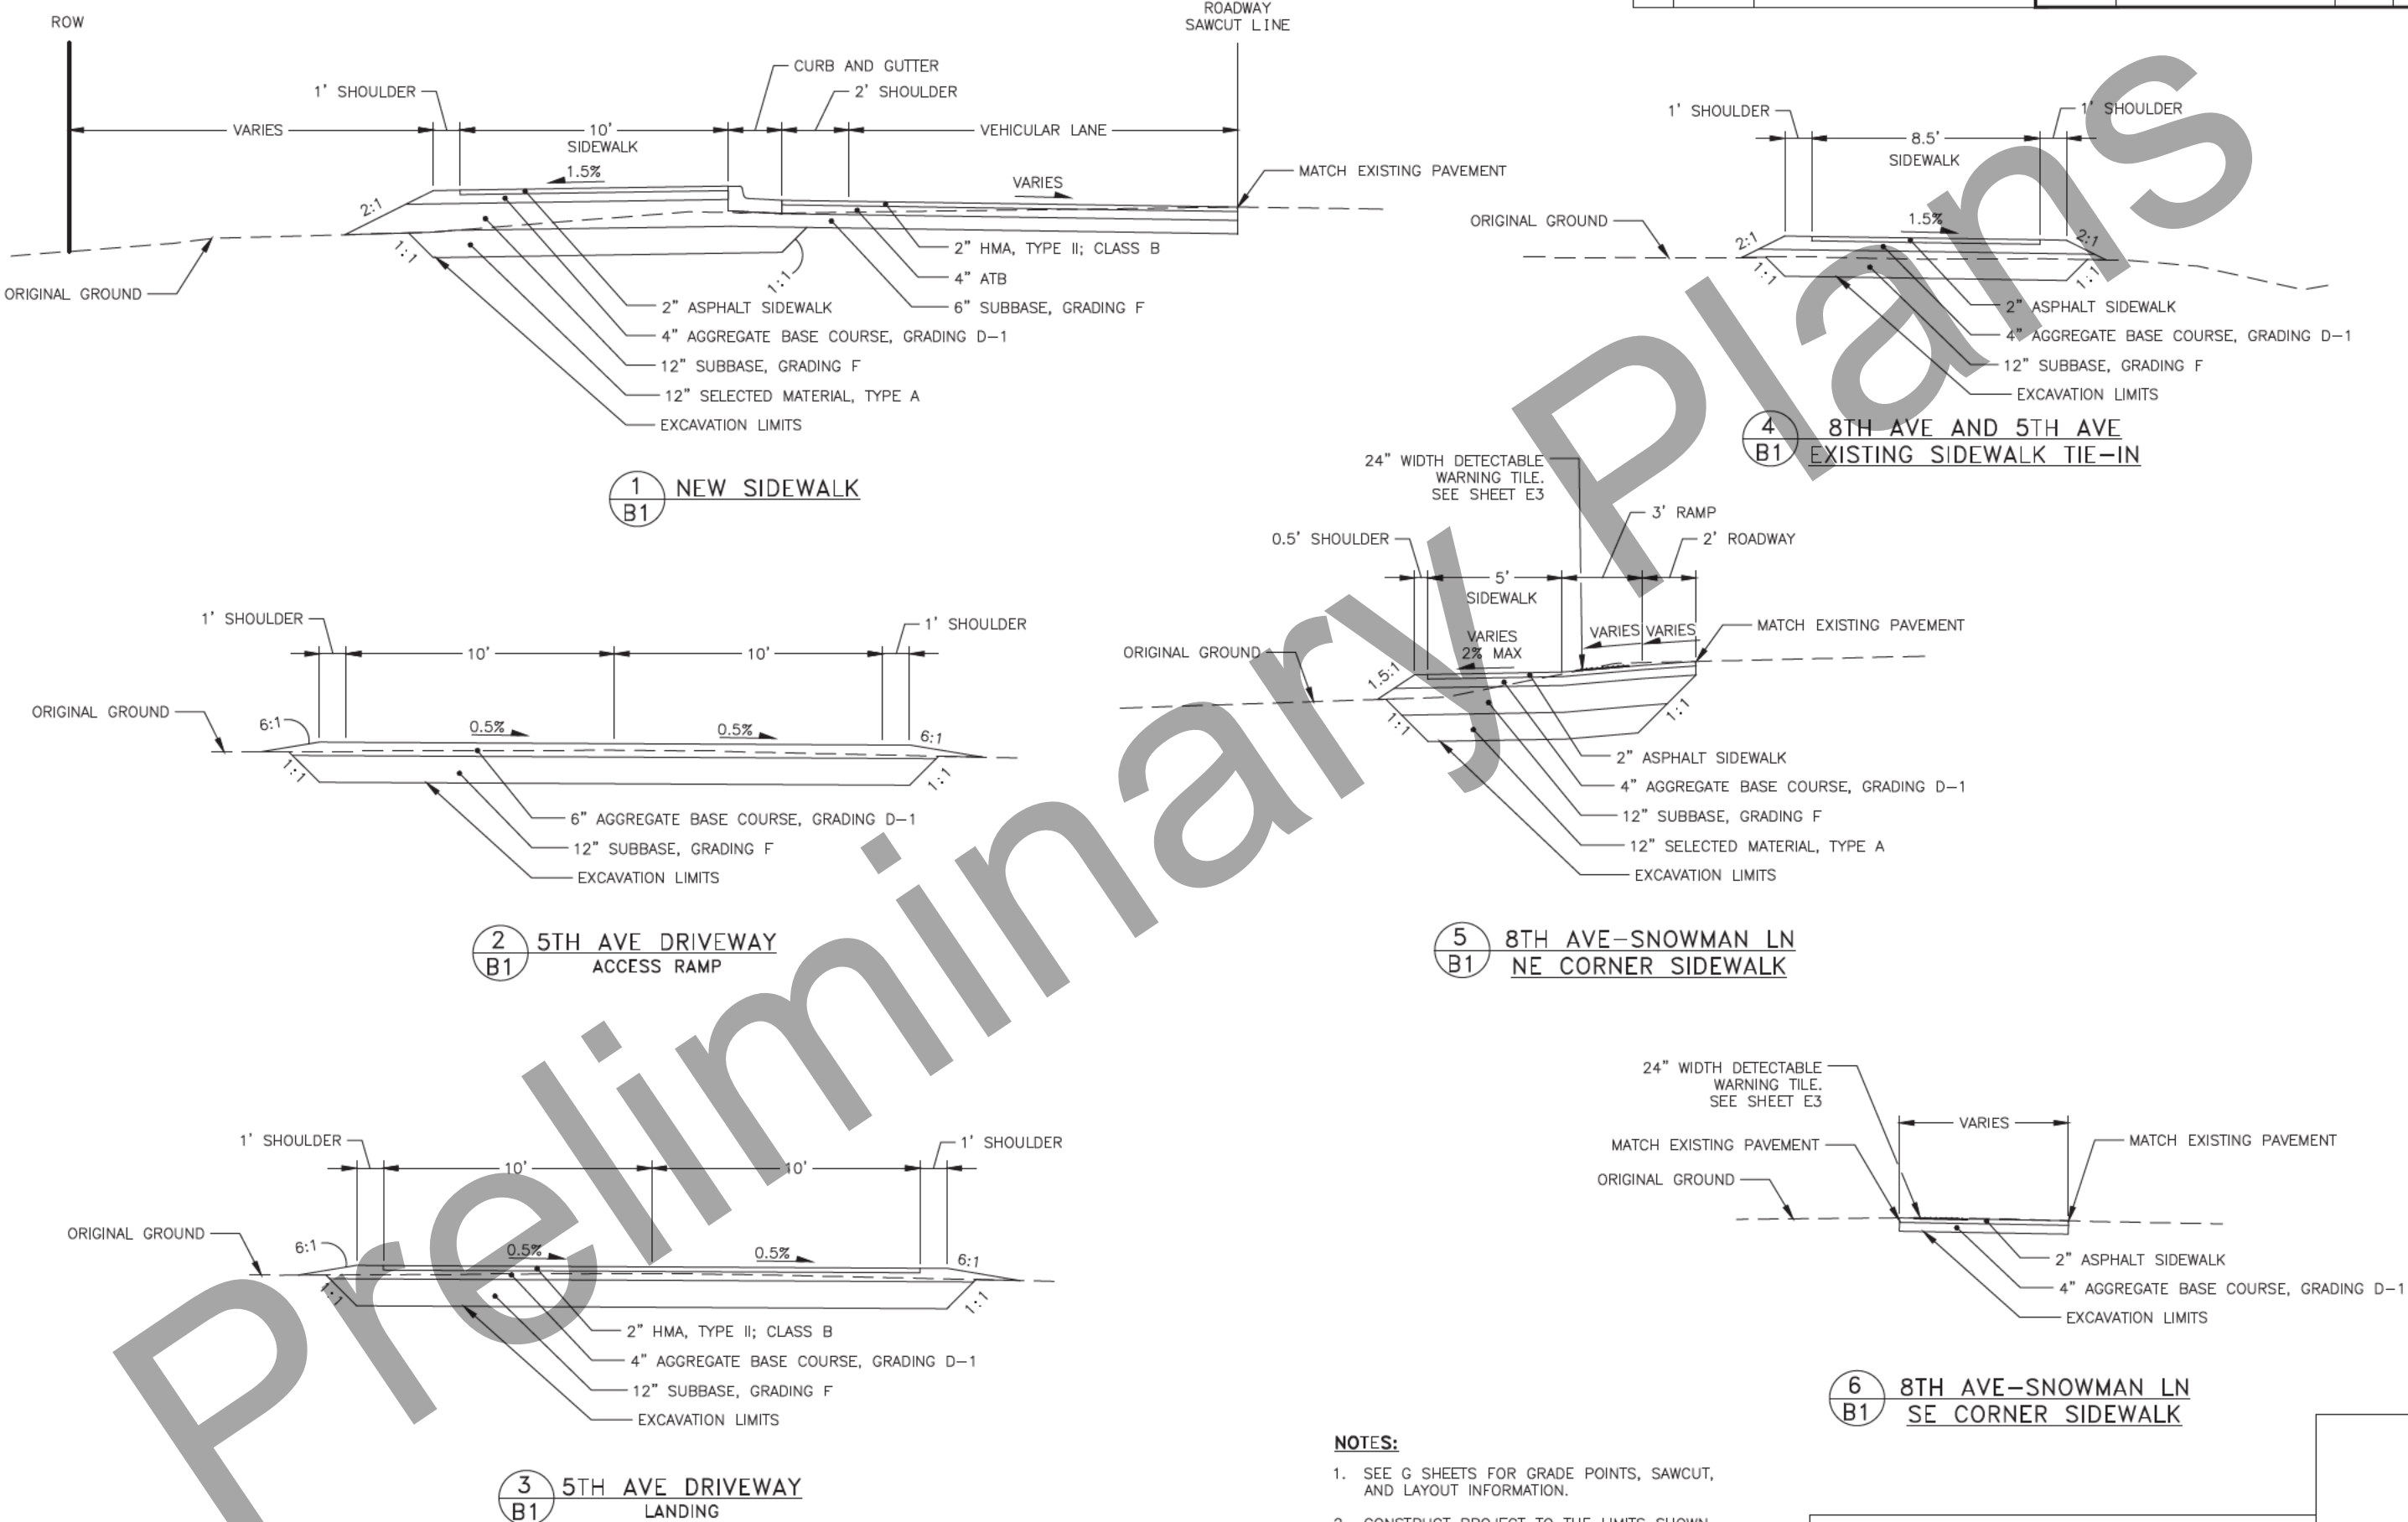 ROW
ROADWAY
SAWCUT LINE
CURB AND GUTTER
1' SHOULDER
2' SHOULDER
VARIES
10'
SIDEWALK
VEHICULAR LANE
1.5%
VARIES
MATCH EXISTING PAVEMENT
2:1
1:1
1:1
ORIGINAL GROUND
2" HMA, TYPE II; CLASS B
4" ATB
6" SUBBASE, GRADING F
2" ASPHALT SIDEWALK
4" AGGREGATE BASE COURSE, GRADING D-1
12" SUBBASE, GRADING F
12" SELECTED MATERIAL, TYPE A
EXCAVATION LIMITS
1
B1
NEW SIDEWALK
1' SHOULDER
1' SHOULDER
8.5'
SIDEWALK
ORIGINAL GROUND
1.5%
2:1
2:1
1:1
1:1
2" ASPHALT SIDEWALK
4" AGGREGATE BASE COURSE, GRADING D-1
12" SUBBASE, GRADING F
EXCAVATION LIMITS
4
B1
8TH AVE AND 5TH AVE
EXISTING SIDEWALK TIE-IN
1' SHOULDER
1' SHOULDER
10'
10'
ORIGINAL GROUND
6:1
0.5%
0.5%
6:1
1:1
1:1
6" AGGREGATE BASE COURSE, GRADING D-1
12" SUBBASE, GRADING F
EXCAVATION LIMITS
2
B1
5TH AVE DRIVEWAY
ACCESS RAMP
24" WIDTH DETECTABLE
WARNING TILE.
SEE SHEET E3
3' RAMP
0.5' SHOULDER
2' ROADWAY
5'
SIDEWALK
VARIES
2% MAX
VARIES
VARIES
MATCH EXISTING PAVEMENT
ORIGINAL GROUND
1.5:1
1:1
1:1
2" ASPHALT SIDEWALK
4" AGGREGATE BASE COURSE, GRADING D-1
12" SUBBASE, GRADING F
12" SELECTED MATERIAL, TYPE A
EXCAVATION LIMITS
5
B1
8TH AVE-SNOWMAN LN
NE CORNER SIDEWALK
1' SHOULDER
1' SHOULDER
10'
10'
ORIGINAL GROUND
6:1
0.5%
0.5%
6:1
1:1
1:1
2" HMA, TYPE II; CLASS B
4" AGGREGATE BASE COURSE, GRADING D-1
12" SUBBASE, GRADING F
EXCAVATION LIMITS
3
B1
5TH AVE DRIVEWAY
LANDING
24" WIDTH DETECTABLE
WARNING TILE.
SEE SHEET E3
VARIES
MATCH EXISTING PAVEMENT
MATCH EXISTING PAVEMENT
ORIGINAL GROUND
2" ASPHALT SIDEWALK
4" AGGREGATE BASE COURSE, GRADING D-1
EXCAVATION LIMITS
6
B1
8TH AVE-SNOWMAN LN
SE CORNER SIDEWALK
NOTES:
1. SEE G SHEETS FOR GRADE POINTS, SAWCUT,
AND LAYOUT INFORMATION.
2. CONSTRUCT PROJECT TO THE LIMITS SHOWN
Preliminary Plans